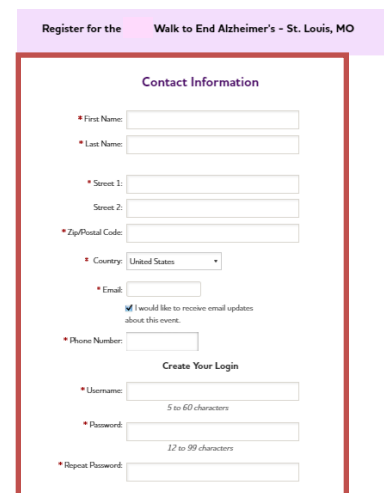 Register for the Walk to End Alzheimer's - St. Louis, MO
Contact Information
* First Name:
* Last Name:
* Street 1:
Street 2:
* Zip/Postal Code:
* Country: United States
* Email:
I would like to receive email updates
about this event.
* Phone Number:
Create Your Login
* Username:
5 to 60 characters
* Password:
12 to 99 characters
* Repeat Password: